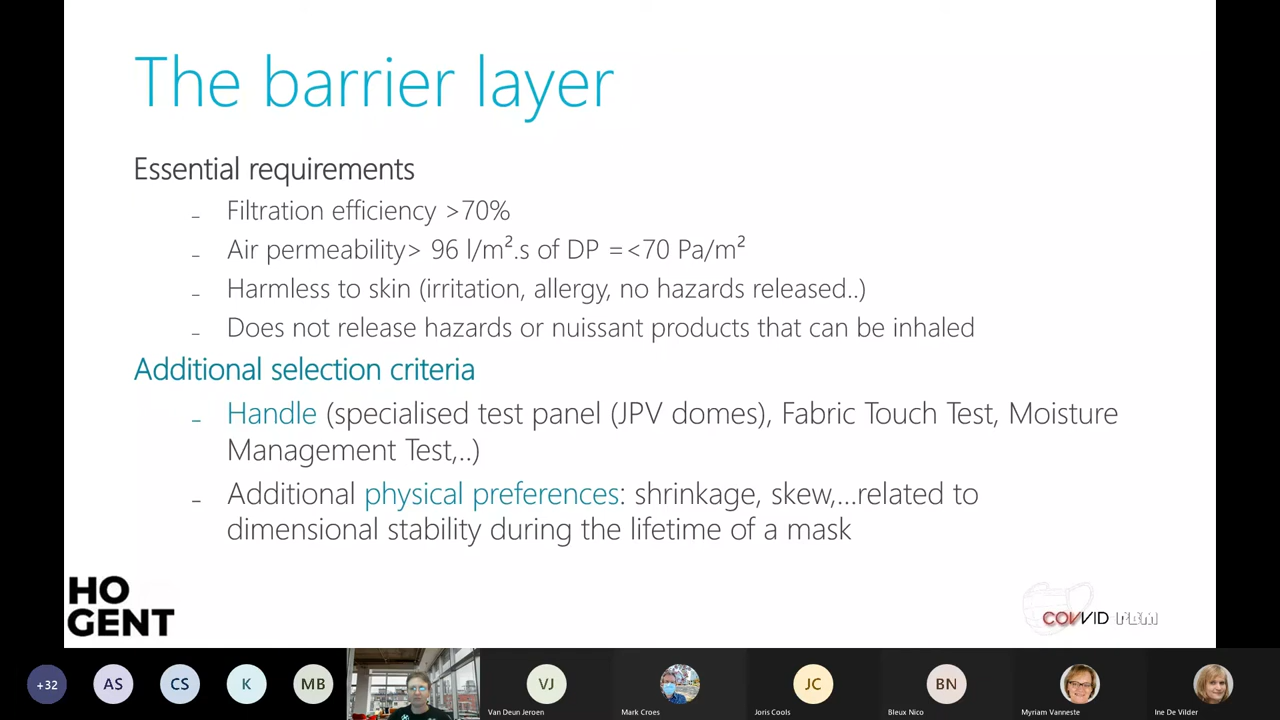 The barrier layer
Essential requirements
– Filtration efficiency >70%
– Air permeability> 96 l/m².s of DP =<70 Pa/m²
– Harmless to skin (irritation, allergy, no hazards released..)
– Does not release hazards or nuissant products that can be inhaled
Additional selection criteria
– Handle (specialised test panel (JPV domes), Fabric Touch Test, Moisture
Management Test,..)
– Additional physical preferences: shrinkage, skew,...related to
dimensional stability during the lifetime of a mask
HO
GENT
COVVID PBM
+32
AS
CS
K
MB
VJ
JC
BN
Van Deun Jeroen
Mark Croes
Joris Cools
Bleux Nico
Myriam Vanneste
Ine De Vilder